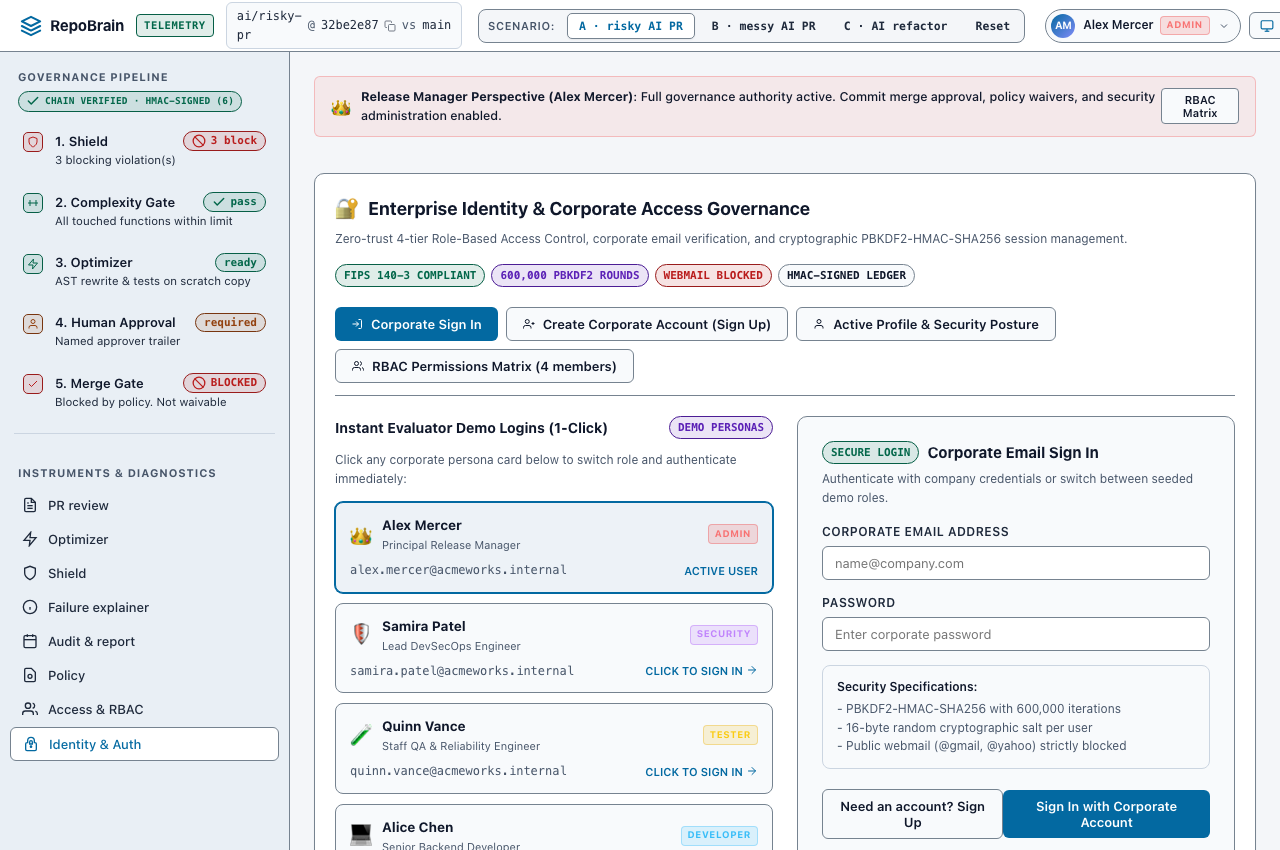 RepoBrain
TELEMETRY
ai/risky-pr @ 32be2e87 vs main
SCENARIO:
A · risky AI PR
B · messy AI PR
C · AI refactor
Reset
AM
Alex Mercer
ADMIN
GOVERNANCE PIPELINE
CHAIN VERIFIED · HMAC-SIGNED (6)
1. Shield
3 block
3 blocking violation(s)
2. Complexity Gate
pass
All touched functions within limit
3. Optimizer
ready
AST rewrite & tests on scratch copy
4. Human Approval
required
Named approver trailer
5. Merge Gate
BLOCKED
Blocked by policy. Not waivable
INSTRUMENTS & DIAGNOSTICS
PR review
Optimizer
Shield
Failure explainer
Audit & report
Policy
Access & RBAC
Identity & Auth
Release Manager Perspective (Alex Mercer): Full governance authority active. Commit merge approval, policy waivers, and security
administration enabled.
RBAC
Matrix
Enterprise Identity & Corporate Access Governance
Zero-trust 4-tier Role-Based Access Control, corporate email verification, and cryptographic PBKDF2-HMAC-SHA256 session management.
FIPS 140-3 COMPLIANT
600,000 PBKDF2 ROUNDS
WEBMAIL BLOCKED
HMAC-SIGNED LEDGER
Corporate Sign In
Create Corporate Account (Sign Up)
Active Profile & Security Posture
RBAC Permissions Matrix (4 members)
Instant Evaluator Demo Logins (1-Click)
DEMO PERSONAS
Click any corporate persona card below to switch role and authenticate
immediately:
Alex Mercer
Principal Release Manager
ADMIN
alex.mercer@acmeworks.internal
ACTIVE USER
Samira Patel
Lead DevSecOps Engineer
SECURITY
samira.patel@acmeworks.internal
CLICK TO SIGN IN →
Quinn Vance
Staff QA & Reliability Engineer
TESTER
quinn.vance@acmeworks.internal
CLICK TO SIGN IN →
Alice Chen
Senior Backend Developer
DEVELOPER
SECURE LOGIN
Corporate Email Sign In
Authenticate with company credentials or switch between seeded
demo roles.
CORPORATE EMAIL ADDRESS
name@company.com
PASSWORD
Enter corporate password
Security Specifications:
- PBKDF2-HMAC-SHA256 with 600,000 iterations
- 16-byte random cryptographic salt per user
- Public webmail (@gmail, @yahoo) strictly blocked
Need an account? Sign
Up
Sign In with Corporate
Account